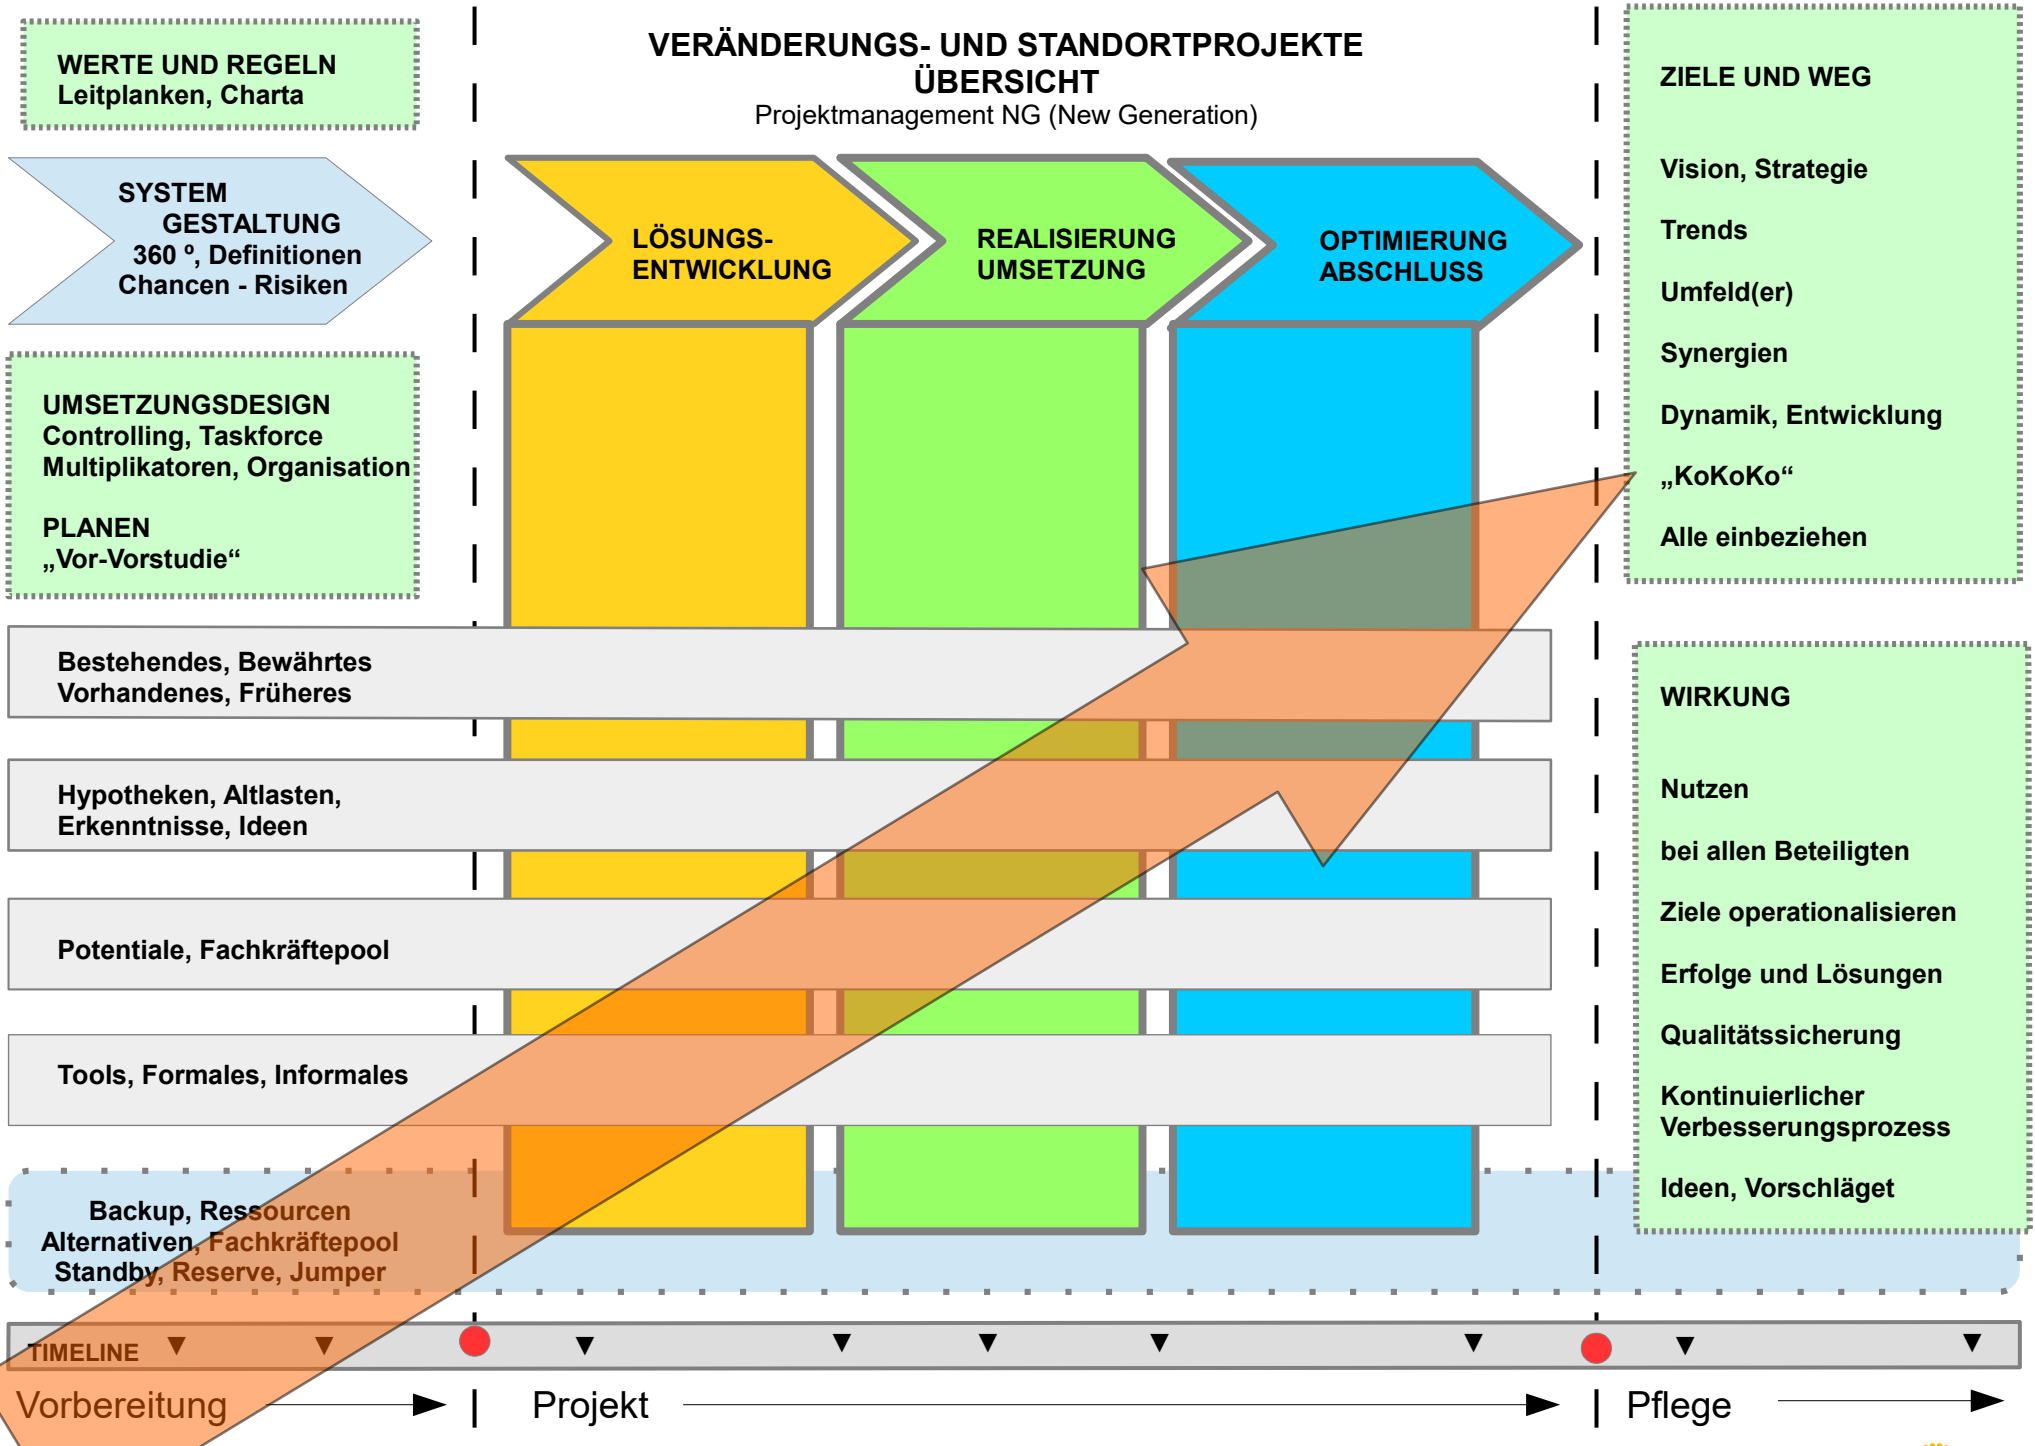 WERTE UND REGELN
Leitplanken, Charta
VERÄNDERUNGS- UND STANDORTPROJEKTE
ÜBERSICHT
Projektmanagement NG (New Generation)
SYSTEM
GESTALTUNG
360 º, Definitionen
Chancen - Risiken
LÖSUNGS-
ENTWICKLUNG
REALISIERUNG
UMSETZUNG
OPTIMIERUNG
ABSCHLUSS
UMSETZUNGSDESIGN
Controlling, Taskforce
Multiplikatoren, Organisation
PLANEN
„Vor-Vorstudie“
ZIELE UND WEG
Vision, Strategie
Trends
Umfeld(er)
Synergien
Dynamik, Entwicklung
„KoKoKo“
Alle einbeziehen
Bestehendes, Bewährtes
Vorhandenes, Früheres
Hypotheken, Altlasten,
Erkenntnisse, Ideen
Potentiale, Fachkräftepool
Tools, Formales, Informales
WIRKUNG
Nutzen
bei allen Beteiligten
Ziele operationalisieren
Erfolge und Lösungen
Qualitätssicherung
Kontinuierlicher
Verbesserungsprozess
Ideen, Vorschläget
Backup, Ressourcen
Alternativen, Fachkräftepool
Standby, Reserve, Jumper
TIMELINE
Vorbereitung
Projekt
Pflege